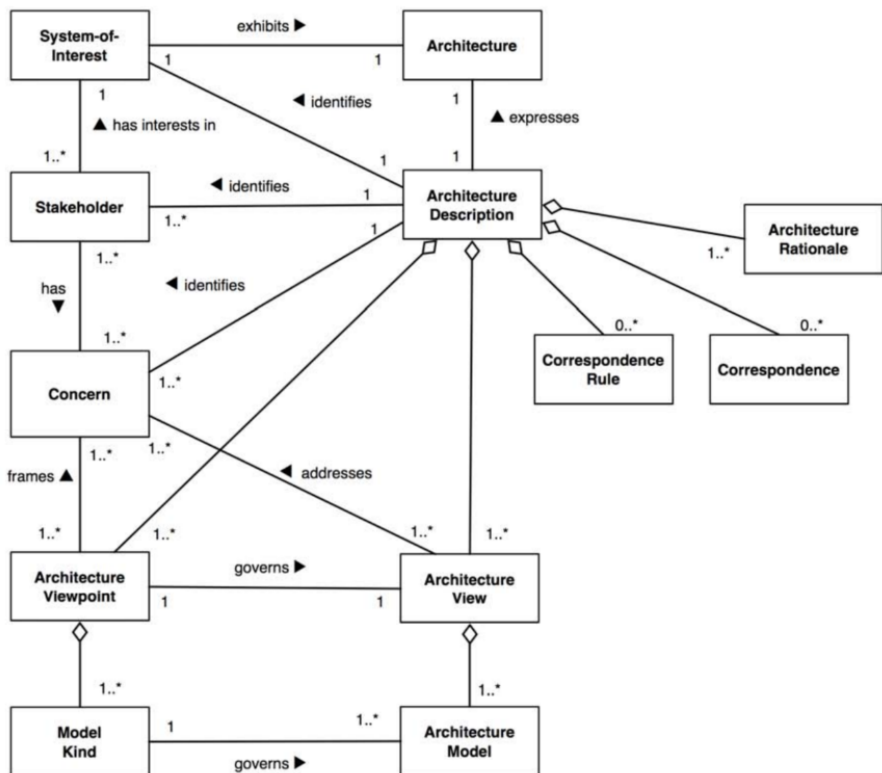 System-of-
Interest
exhibits ▶
Architecture
1
1
1
◀ identifies
1
▲ has interests in
▲ expresses
1..*
1
1
Stakeholder
◀ identifies
1
Architecture
Description
1..*
1
1..*
Architecture
Rationale
1..*
has
▼
◀ identifies
1..*
0..*
0..*
1..*
Correspondence
Rule
Correspondence
Concern
1..*
1..*
frames ▲
◀ addresses
1..*
1..*
1..*
1..*
Architecture
Viewpoint
governs ▶
Architecture
View
1
1
1..*
1..*
Model
Kind
1
1..*
Architecture
Model
governs ▶